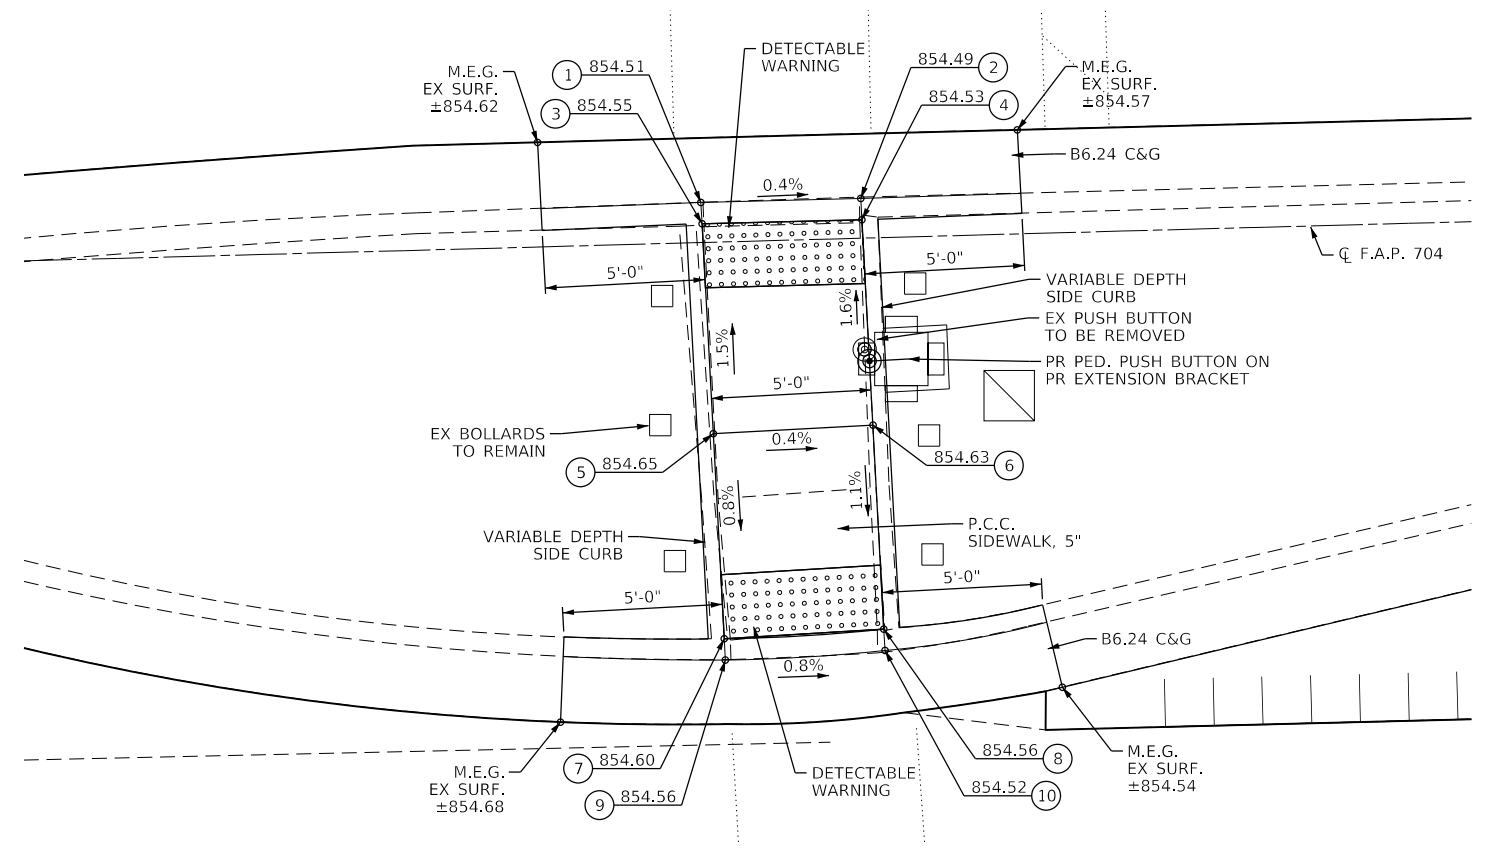 DETECTABLE
WARNING
M.E.G.
EX SURF.
±854.62
1 854.51
3 854.55
854.49 2
854.53 4
M.E.G.
EX SURF.
±854.57
B6.24 C&G
0.4%
℄ F.A.P. 704
5'-0"
5'-0"
VARIABLE DEPTH
SIDE CURB
EX PUSH BUTTON
TO BE REMOVED
PR PED. PUSH BUTTON ON
PR EXTENSION BRACKET
1.5%
1.6%
5'-0"
EX BOLLARDS
TO REMAIN
0.4%
5 854.65
854.63 6
0.8%
1.1%
P.C.C.
SIDEWALK, 5"
VARIABLE DEPTH
SIDE CURB
5'-0"
5'-0"
B6.24 C&G
0.8%
7 854.60
9 854.56
854.56 8
854.52 10
M.E.G.
EX SURF.
±854.68
DETECTABLE
WARNING
M.E.G.
EX SURF.
±854.54